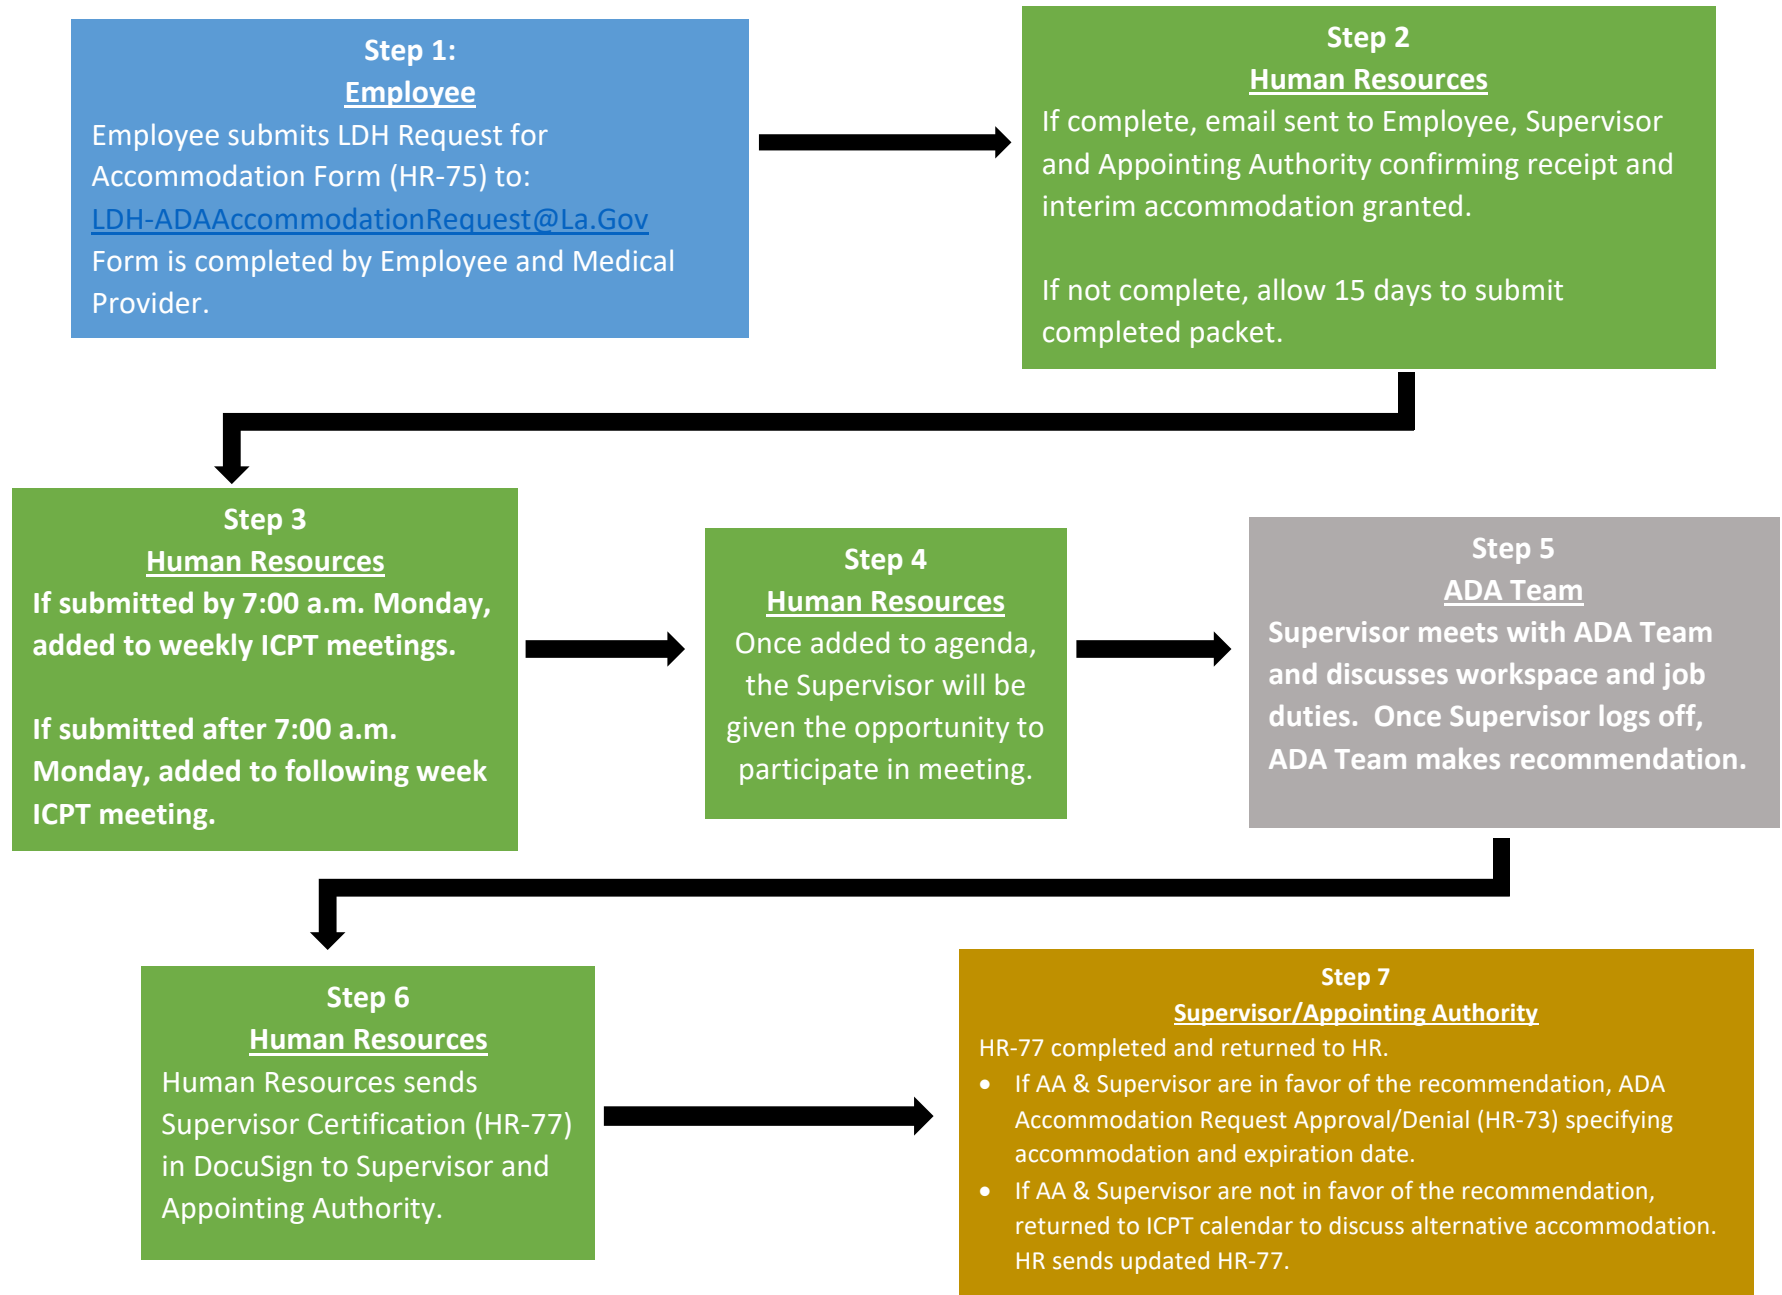 Step 1:
Employee
Employee submits LDH Request for
Accommodation Form (HR-75) to:
LDH-ADAAccommodationRequest@La.Gov
Form is completed by Employee and Medical
Provider.
Step 2
Human Resources
If complete, email sent to Employee, Supervisor
and Appointing Authority confirming receipt and
interim accommodation granted.
If not complete, allow 15 days to submit
completed packet.
Step 3
Human Resources
If submitted by 7:00 a.m. Monday,
added to weekly ICPT meetings.
If submitted after 7:00 a.m.
Monday, added to following week
ICPT meeting.
Step 4
Human Resources
Once added to agenda,
the Supervisor will be
given the opportunity to
participate in meeting.
Step 5
ADA Team
Supervisor meets with ADA Team
and discusses workspace and job
duties.  Once Supervisor logs off,
ADA Team makes recommendation.
Step 6
Human Resources
Human Resources sends
Supervisor Certification (HR-77)
in DocuSign to Supervisor and
Appointing Authority.
Step 7
Supervisor/Appointing Authority
HR-77 completed and returned to HR.
• If AA & Supervisor are in favor of the recommendation, ADA
Accommodation Request Approval/Denial (HR-73) specifying
accommodation and expiration date.
• If AA & Supervisor are not in favor of the recommendation,
returned to ICPT calendar to discuss alternative accommodation.
HR sends updated HR-77.